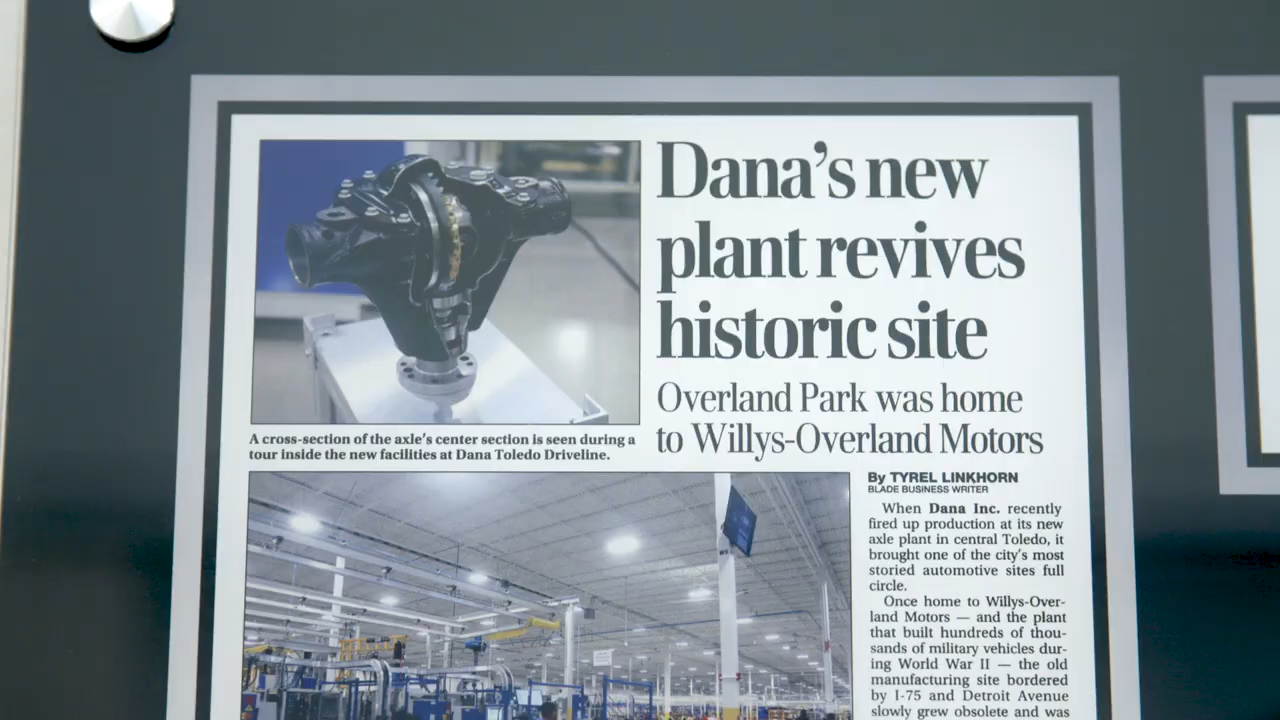 Dana's new
plant revives
historic site
Overland Park was home
to Willys-Overland Motors
A cross-section of the axle's center section is seen during a
tour inside the new facilities at Dana Toledo Driveline.
By TYREL LINKHORN
BLADE BUSINESS WRITER
When Dana Inc. recently
fired up production at its new
axle plant in central Toledo, it
brought one of the city's most
storied automotive sites full
circle.
Once home to Willys-Over-
land Motors — and the plant
that built hundreds of thou-
sands of military vehicles dur-
ing World War II — the old
manufacturing site bordered
by I-75 and Detroit Avenue
slowly grew obsolete and was